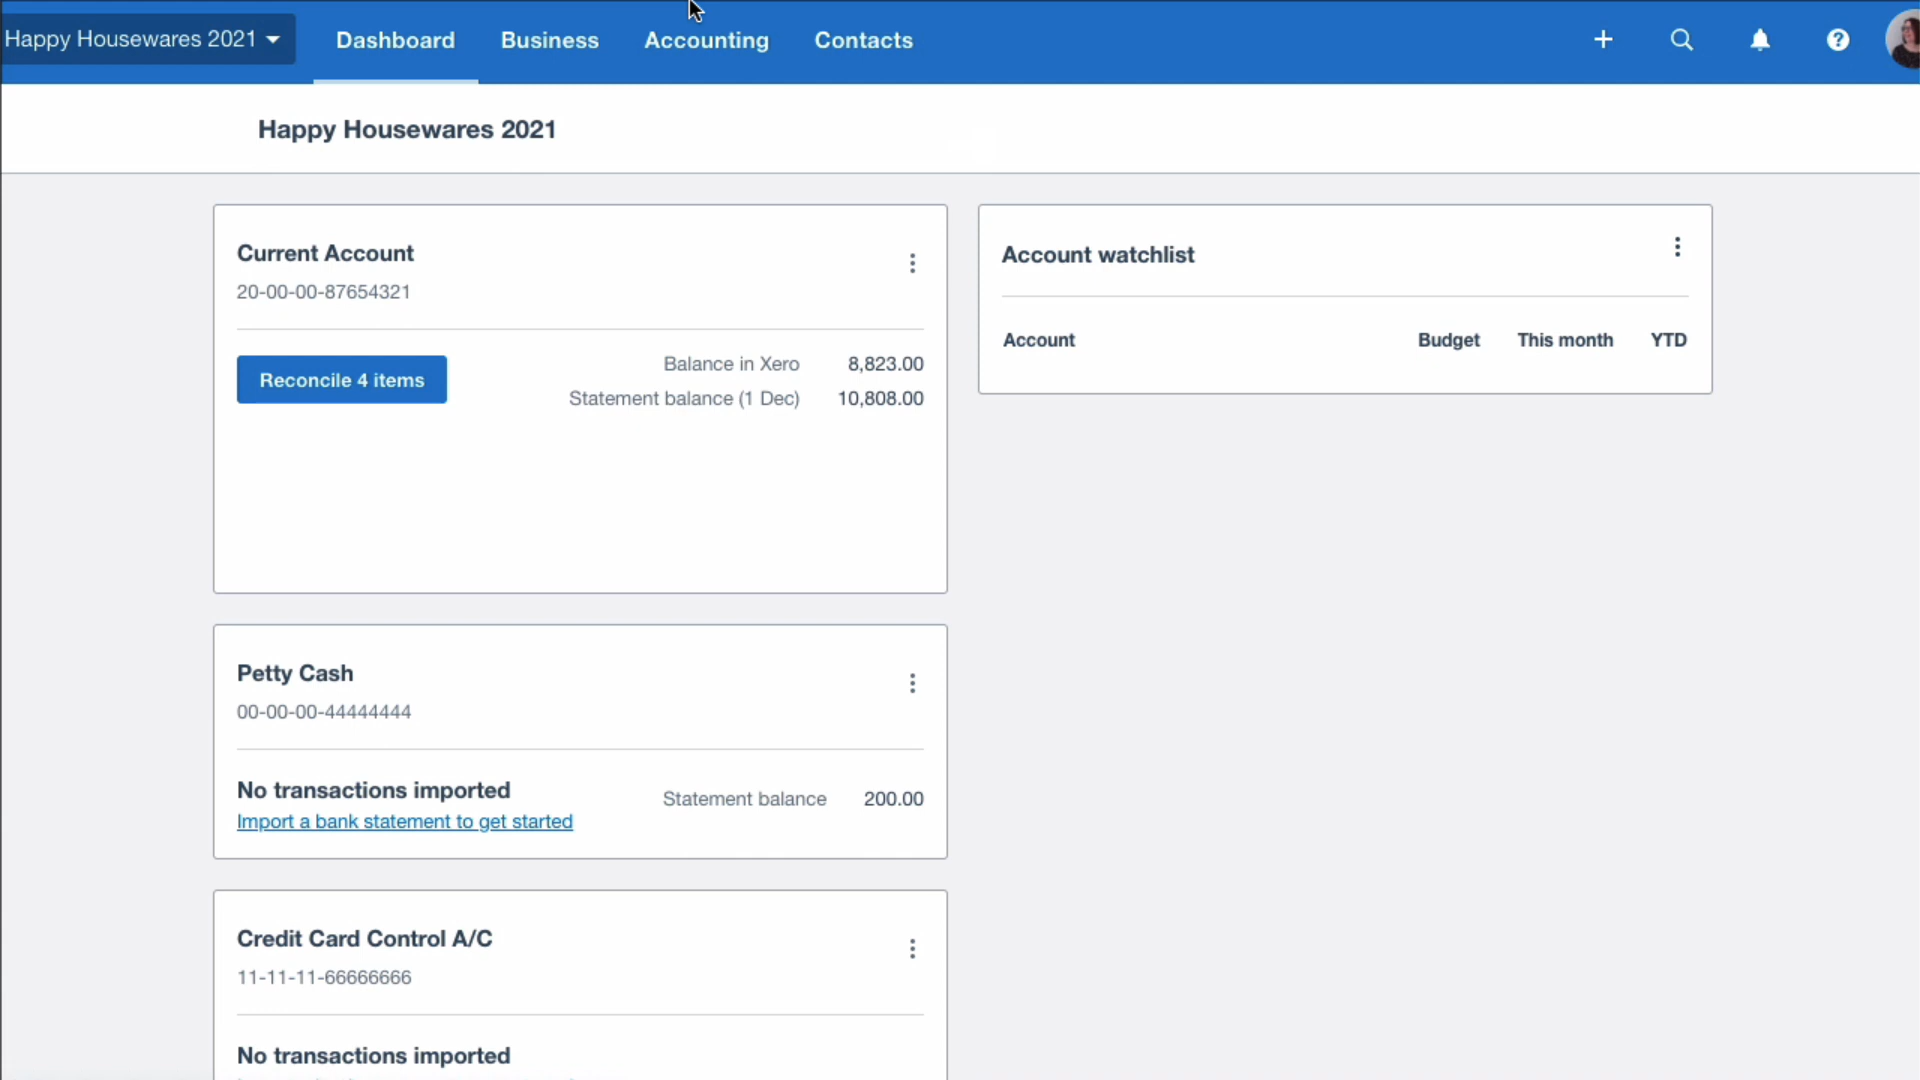 Happy Housewares 2021
Dashboard
Business
Accounting
Contacts
Happy Housewares 2021
Current Account
20-00-00-87654321
Reconcile 4 items
Balance in Xero 8,823.00
Statement balance (1 Dec) 10,808.00
Account watchlist
Account Budget This month YTD
Petty Cash
00-00-00-44444444
No transactions imported
Import a bank statement to get started
Statement balance 200.00
Credit Card Control A/C
11-11-11-66666666
No transactions imported